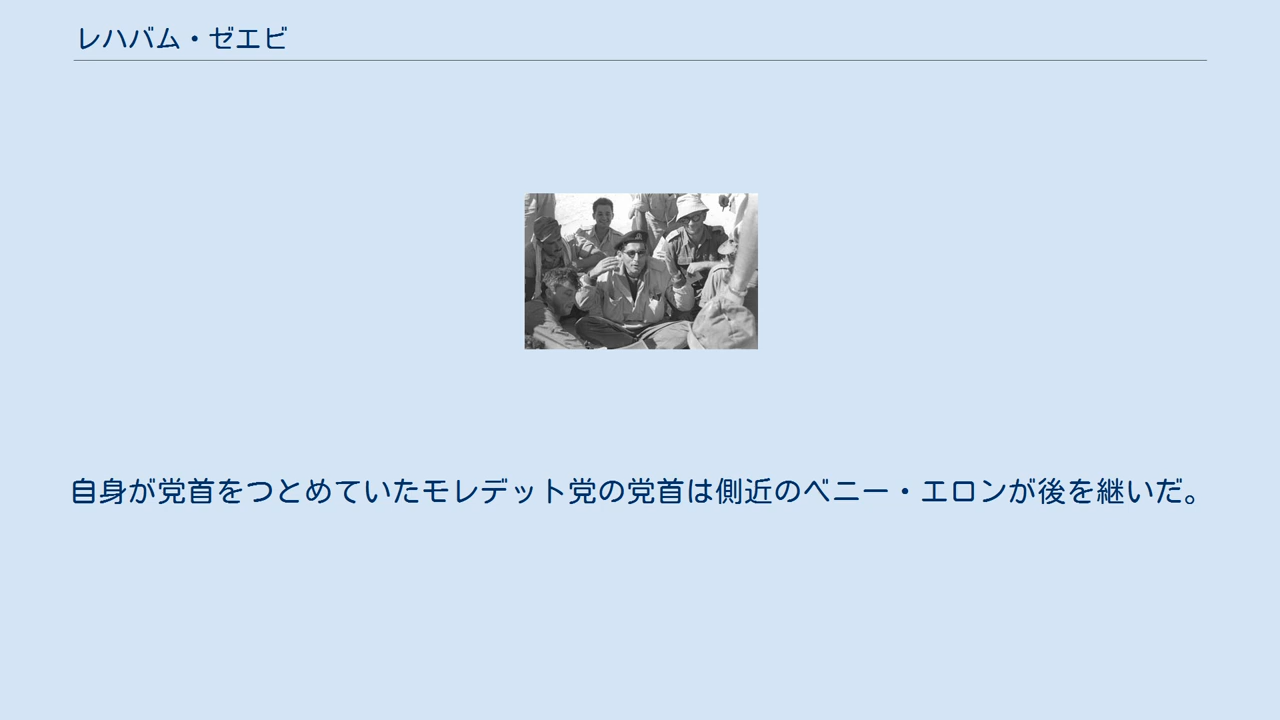 レハバム・ゼエビ
自身が党首をつとめていたモレデット党の党首は側近のベニー・エロンが後を継いだ。